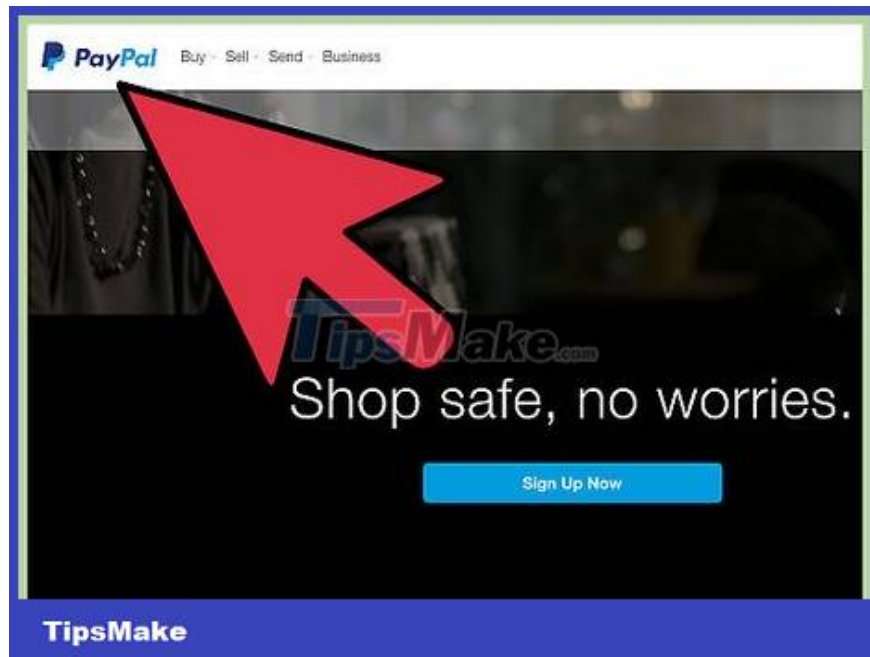 PayPal Buy Sell Send Business
TipsMake.com
Shop safe, no worries.
Sign Up Now
TipsMake